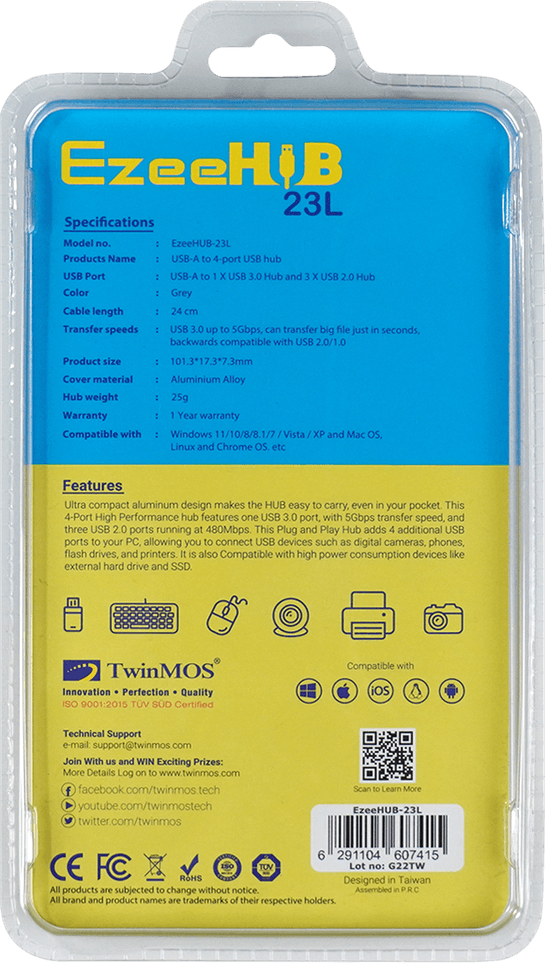 EzeeHUB
23L
Specifications
Model no. : EzeeHUB-23L
Products Name : USB-A to 4-port USB hub
USB Port : USB-A to 1 X USB 3.0 Hub and 3 X USB 2.0 Hub
Color : Grey
Cable length : 24 cm
Transfer speeds : USB 3.0 up to 5Gbps, can transfer big file just in seconds,
backwards compatible with USB 2.0/1.0
Product size : 101.3*17.3*7.3mm
Cover material : Aluminium Alloy
Hub weight : 25g
Warranty : 1 Year warranty
Compatible with : Windows 11/10/8/8.1/7 / Vista / XP and Mac OS,
Linux and Chrome OS. etc
Features
Ultra compact aluminum design makes the HUB easy to carry, even in your pocket. This
4-Port High Performance hub features one USB 3.0 port, with 5Gbps transfer speed, and
three USB 2.0 ports running at 480Mbps. This Plug and Play Hub adds 4 additional USB
ports to your PC, allowing you to connect USB devices such as digital cameras, phones,
flash drives, and printers. It is also Compatible with high power consumption devices like
external hard drive and SSD.
TwinMOS®
Innovation • Perfection • Quality
ISO 9001:2015 TÜV SÜD Certified
Compatible with
iOS
Technical Support
e-mail: support@twinmos.com
Join With us and WIN Exciting Prizes:
More Details Log on to www.twinmos.com
facebook.com/twinmos.tech
youtube.com/twinmostech
twitter.com/twinmos
Scan to Learn More
EzeeHUB-23L
6 291104 607415
Lot no: G22TW
Designed in Taiwan
Assembled in P.R.C
CE FC RoHS ISO TUV
All products are subjected to change without notice.
All brand and product names are trademarks of their respective holders.